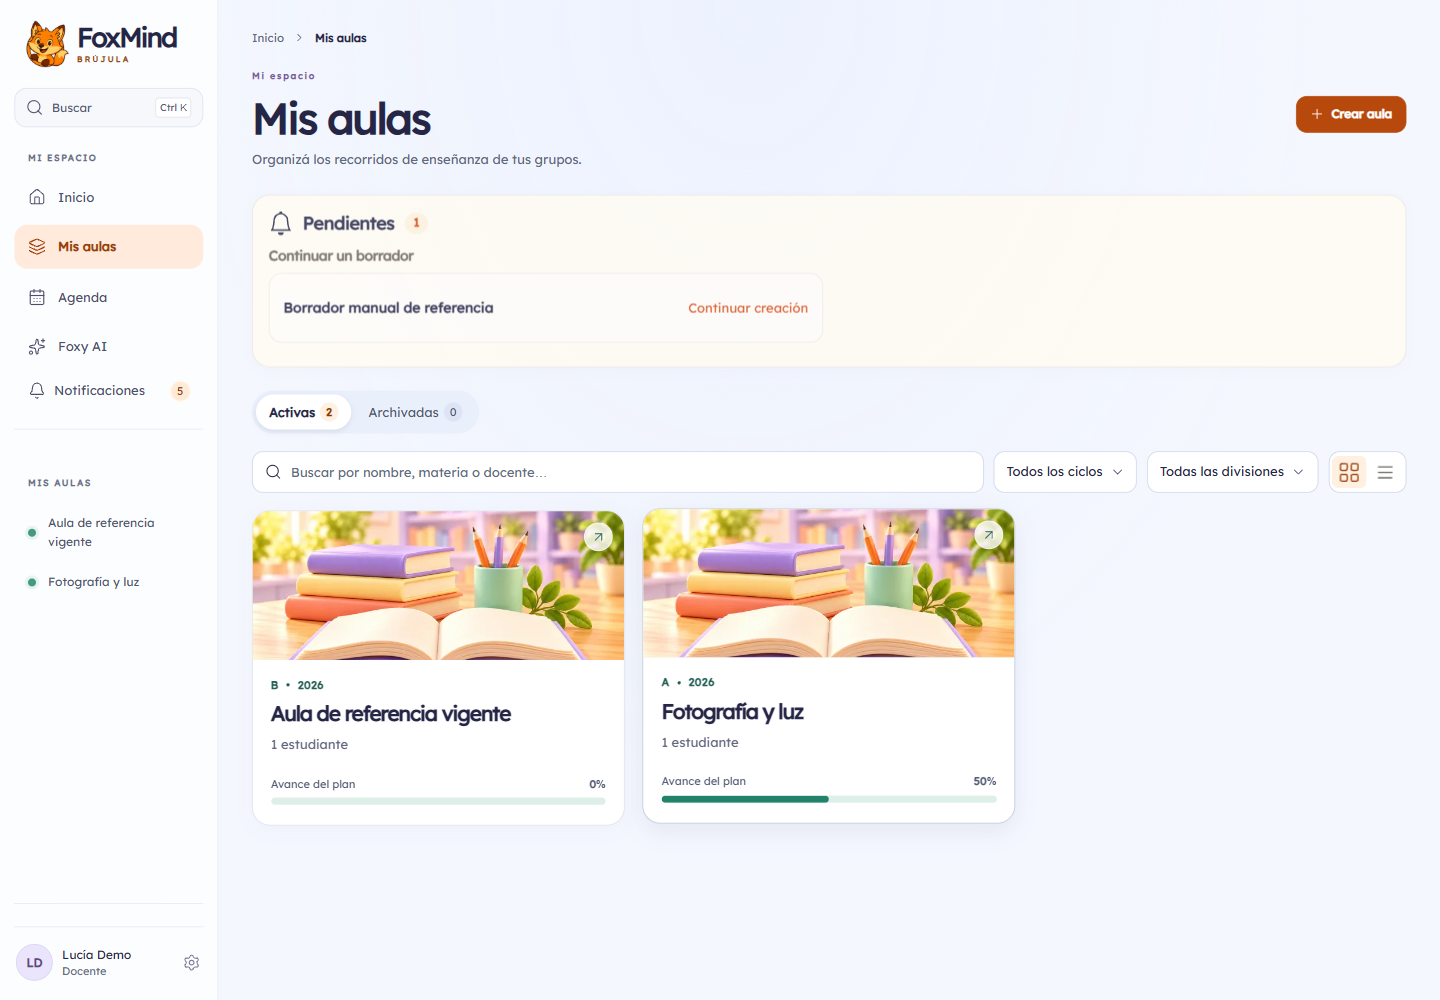 FoxMind
BRÚJULA
Buscar
Ctrl K
MI ESPACIO
Inicio
Mis aulas
Agenda
Foxy AI
Notificaciones 5
MIS AULAS
Aula de referencia
vigente
Fotografía y luz
LD
Lucía Demo
Docente
Inicio > Mis aulas
Mi espacio
Mis aulas
Organizá los recorridos de enseñanza de tus grupos.
+ Crear aula
Pendientes 1
Continuar un borrador
Borrador manual de referencia
Continuar creación
Activas 2
Archivadas 0
Buscar por nombre, materia o docente...
Todos los ciclos
Todas las divisiones
B • 2026
Aula de referencia vigente
1 estudiante
Avance del plan 0%
A • 2026
Fotografía y luz
1 estudiante
Avance del plan 50%